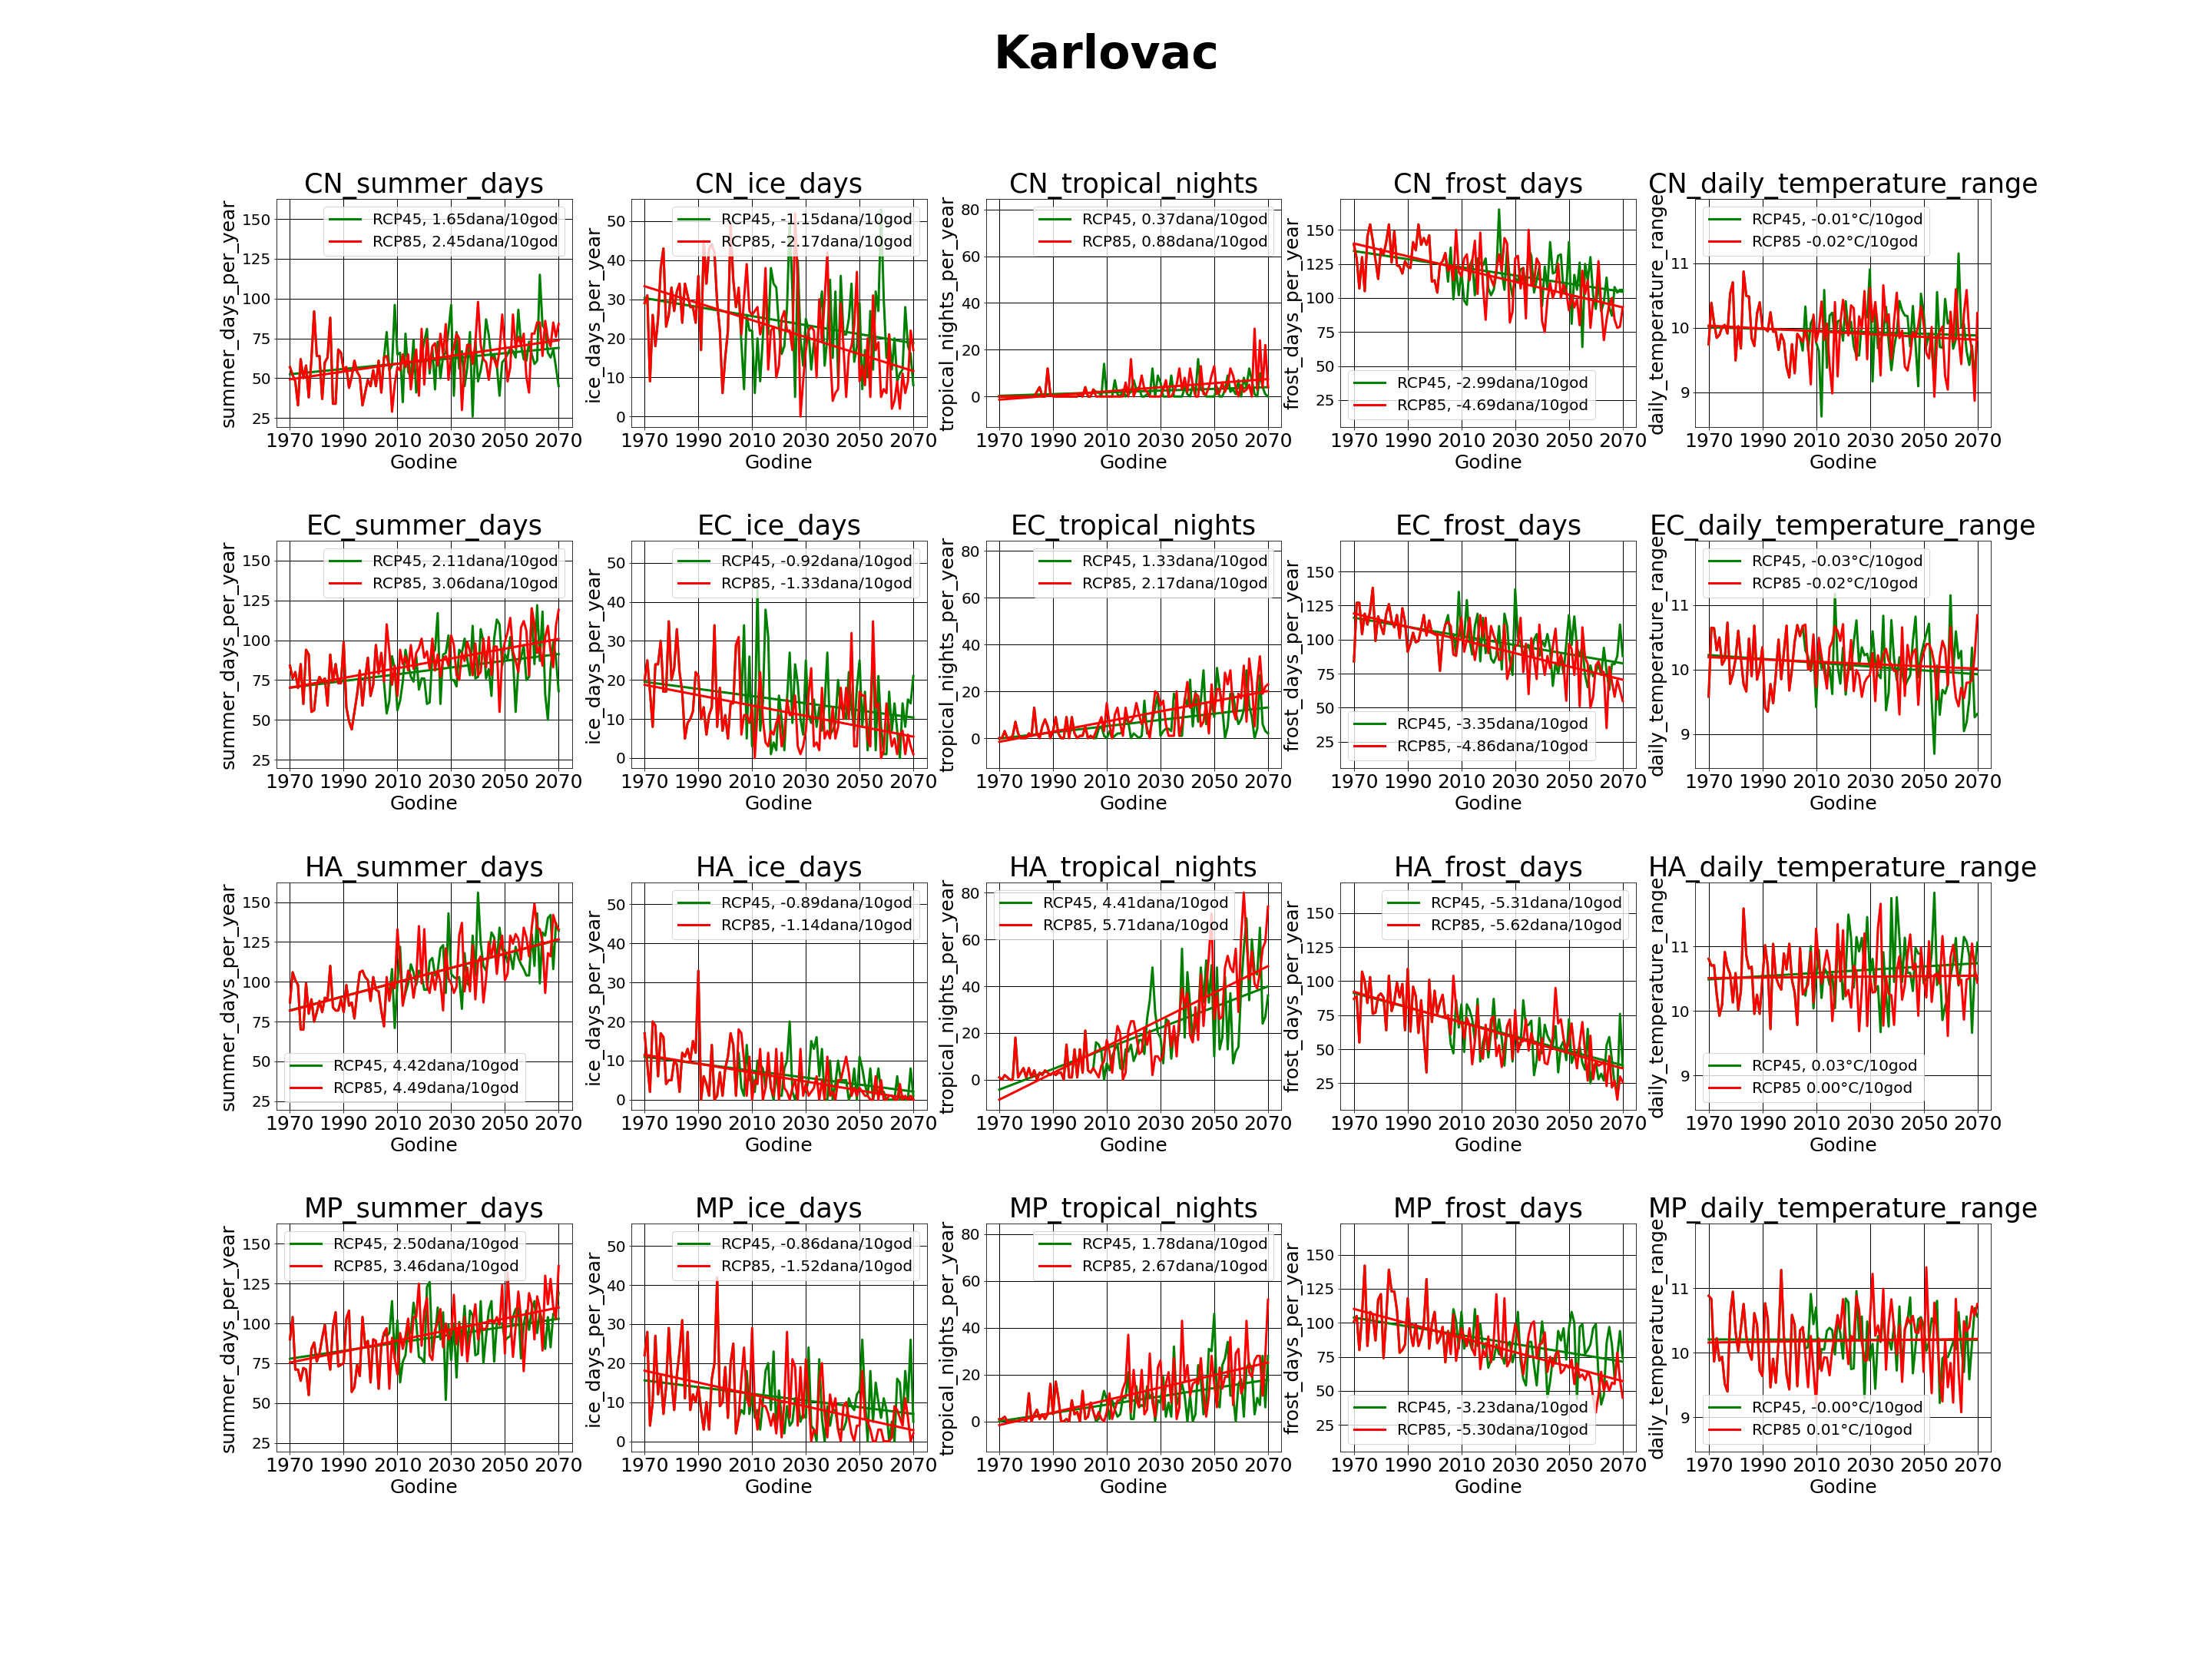 Karlovac
CN_summer_days
summer_days_per_year
150
125
100
75
50
25
RCP45, 1.65dana/10god
RCP85, 2.45dana/10god
1970 1990 2010 2030 2050 2070
Godine
CN_ice_days
ice_days_per_year
50
40
30
20
10
0
RCP45, -1.15dana/10god
RCP85, -2.17dana/10god
1970 1990 2010 2030 2050 2070
Godine
CN_tropical_nights
tropical_nights_per_year
80
60
40
20
0
RCP45, 0.37dana/10god
RCP85, 0.88dana/10god
1970 1990 2010 2030 2050 2070
Godine
CN_frost_days
frost_days_per_year
150
125
100
75
50
25
RCP45, -2.99dana/10god
RCP85, -4.69dana/10god
1970 1990 2010 2030 2050 2070
Godine
CN_daily_temperature_range
daily_temperature_range
11
10
9
RCP45, -0.01°C/10god
RCP85 -0.02°C/10god
1970 1990 2010 2030 2050 2070
Godine
EC_summer_days
summer_days_per_year
150
125
100
75
50
25
RCP45, 2.11dana/10god
RCP85, 3.06dana/10god
1970 1990 2010 2030 2050 2070
Godine
EC_ice_days
ice_days_per_year
50
40
30
20
10
0
RCP45, -0.92dana/10god
RCP85, -1.33dana/10god
1970 1990 2010 2030 2050 2070
Godine
EC_tropical_nights
tropical_nights_per_year
80
60
40
20
0
RCP45, 1.33dana/10god
RCP85, 2.17dana/10god
1970 1990 2010 2030 2050 2070
Godine
EC_frost_days
frost_days_per_year
150
125
100
75
50
25
RCP45, -3.35dana/10god
RCP85, -4.86dana/10god
1970 1990 2010 2030 2050 2070
Godine
EC_daily_temperature_range
daily_temperature_range
11
10
9
RCP45, -0.03°C/10god
RCP85 -0.02°C/10god
1970 1990 2010 2030 2050 2070
Godine
HA_summer_days
summer_days_per_year
150
125
100
75
50
25
RCP45, 4.42dana/10god
RCP85, 4.49dana/10god
1970 1990 2010 2030 2050 2070
Godine
HA_ice_days
ice_days_per_year
50
40
30
20
10
0
RCP45, -0.89dana/10god
RCP85, -1.14dana/10god
1970 1990 2010 2030 2050 2070
Godine
HA_tropical_nights
tropical_nights_per_year
80
60
40
20
0
RCP45, 4.41dana/10god
RCP85, 5.71dana/10god
1970 1990 2010 2030 2050 2070
Godine
HA_frost_days
frost_days_per_year
150
125
100
75
50
25
RCP45, -5.31dana/10god
RCP85, -5.62dana/10god
1970 1990 2010 2030 2050 2070
Godine
HA_daily_temperature_range
daily_temperature_range
11
10
9
RCP45, 0.03°C/10god
RCP85 0.00°C/10god
1970 1990 2010 2030 2050 2070
Godine
MP_summer_days
summer_days_per_year
150
125
100
75
50
25
RCP45, 2.50dana/10god
RCP85, 3.46dana/10god
1970 1990 2010 2030 2050 2070
Godine
MP_ice_days
ice_days_per_year
50
40
30
20
10
0
RCP45, -0.86dana/10god
RCP85, -1.52dana/10god
1970 1990 2010 2030 2050 2070
Godine
MP_tropical_nights
tropical_nights_per_year
80
60
40
20
0
RCP45, 1.78dana/10god
RCP85, 2.67dana/10god
1970 1990 2010 2030 2050 2070
Godine
MP_frost_days
frost_days_per_year
150
125
100
75
50
25
RCP45, -3.23dana/10god
RCP85, -5.30dana/10god
1970 1990 2010 2030 2050 2070
Godine
MP_daily_temperature_range
daily_temperature_range
11
10
9
RCP45, -0.00°C/10god
RCP85 0.01°C/10god
1970 1990 2010 2030 2050 2070
Godine